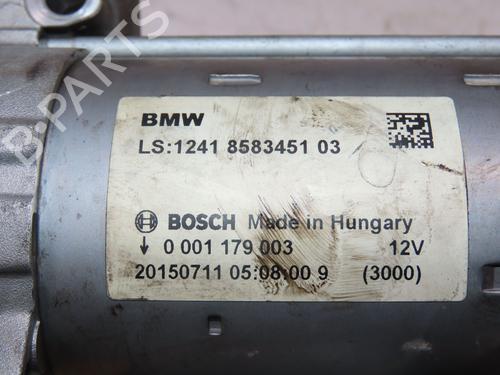 BMW
LS:1241 8583451 03
BOSCH Made in Hungary
↓ 0 001 179 003 12V
20150711 05:08:00 9 (3000)
B-PARTS